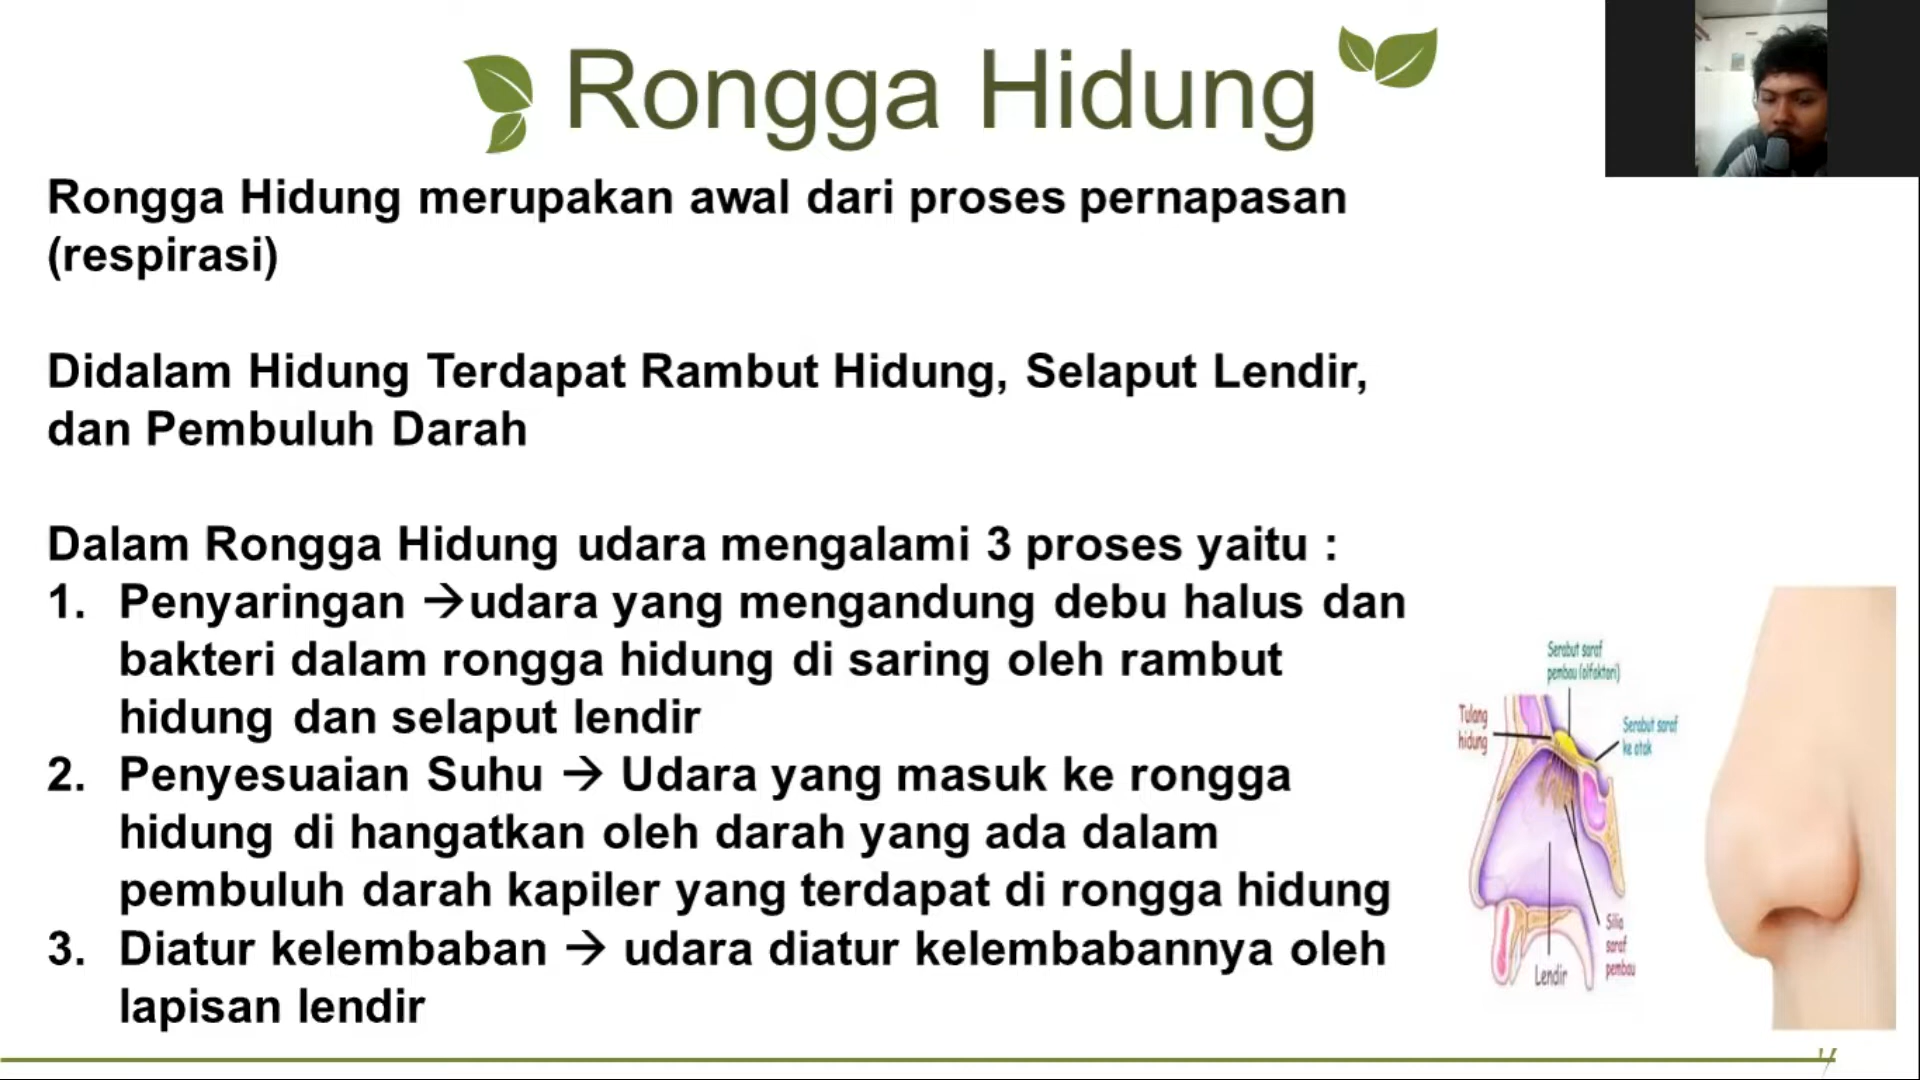 Rongga Hidung
Rongga Hidung merupakan awal dari proses pernapasan
(respirasi)
Didalam Hidung Terdapat Rambut Hidung, Selaput Lendir,
dan Pembuluh Darah
Dalam Rongga Hidung udara mengalami 3 proses yaitu :
1. Penyaringan →udara yang mengandung debu halus dan
bakteri dalam rongga hidung di saring oleh rambut
hidung dan selaput lendir
2. Penyesuaian Suhu → Udara yang masuk ke rongga
hidung di hangatkan oleh darah yang ada dalam
pembuluh darah kapiler yang terdapat di rongga hidung
3. Diatur kelembaban → udara diatur kelembabannya oleh
lapisan lendir
Serabut saraf
pembau (olfaktori)
Tulang
hidung
Serabut saraf
ke otak
Silia
saraf
pembau
Lendir